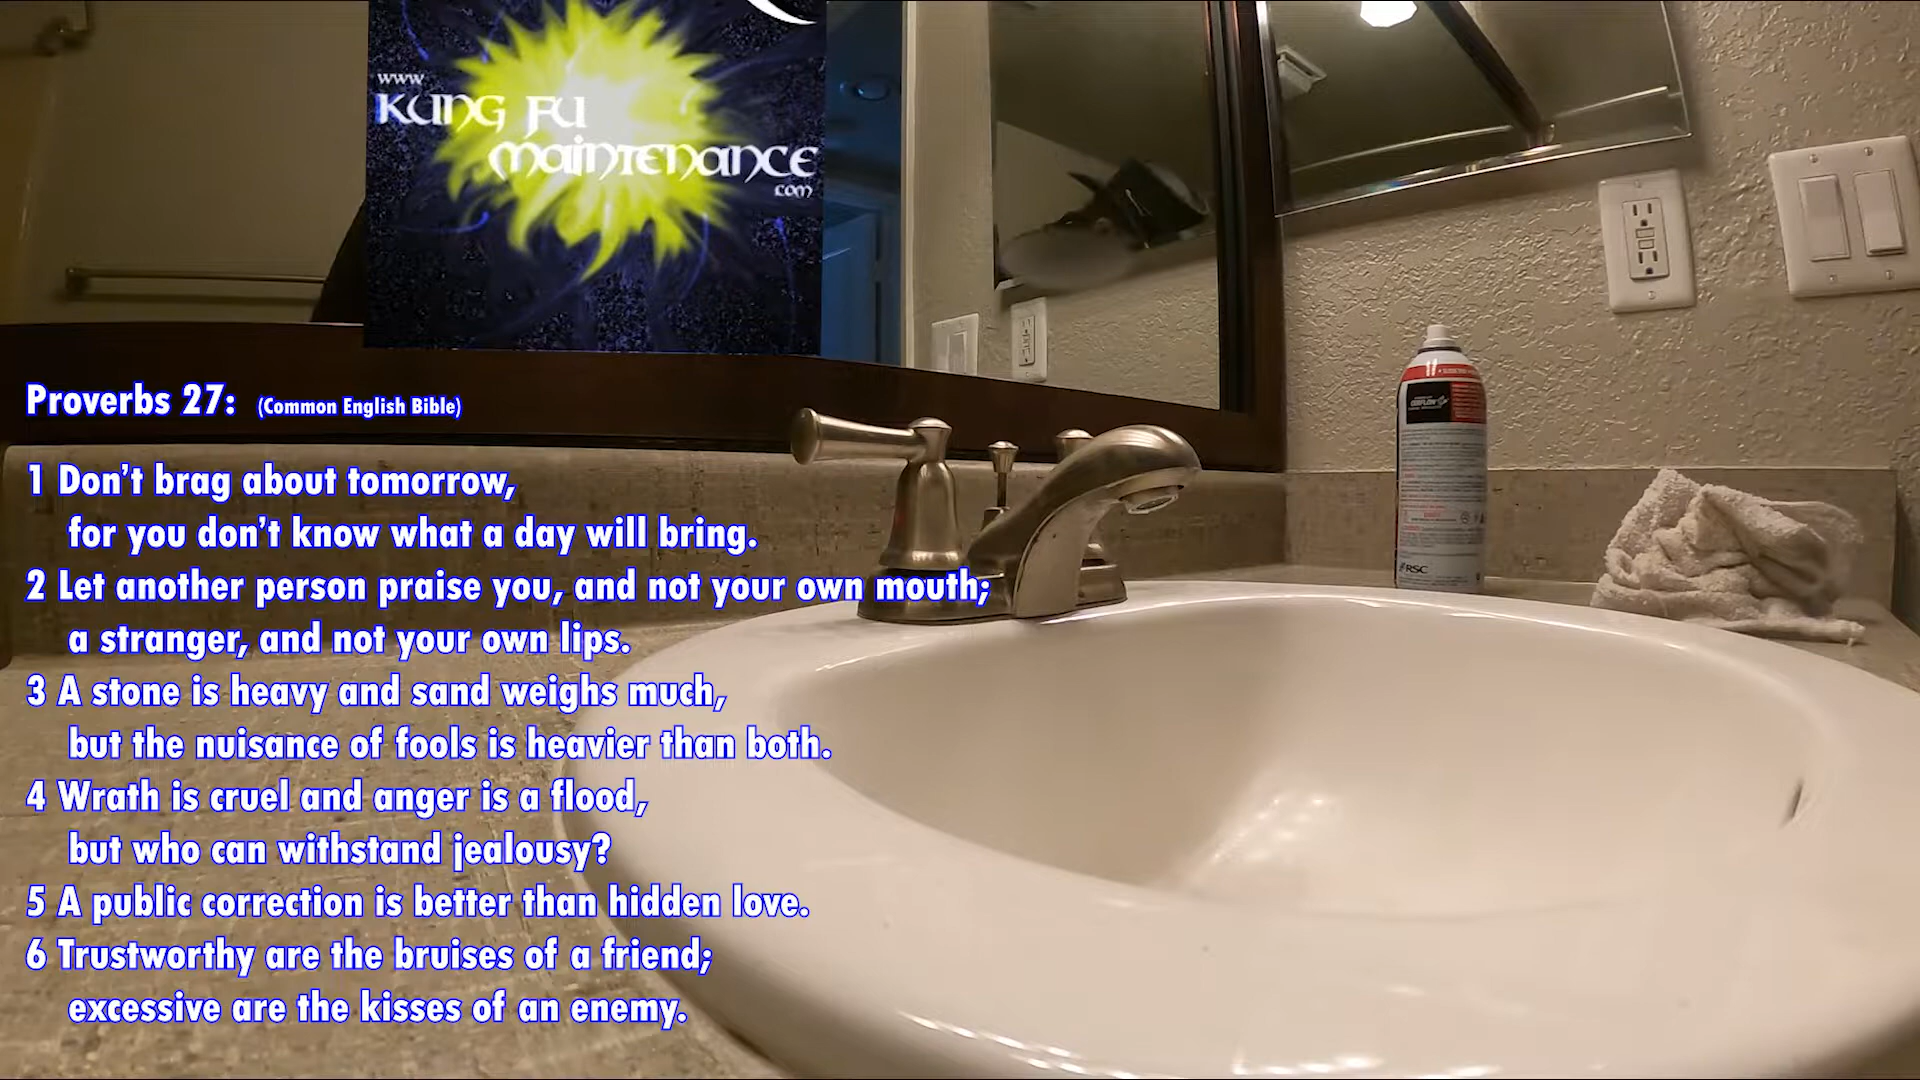 www
KUNG FU
MAINTENANCE
.com
Proverbs 27: (Common English Bible)
1 Don't brag about tomorrow,
for you don't know what a day will bring.
2 Let another person praise you, and not your own mouth;
a stranger, and not your own lips.
3 A stone is heavy and sand weighs much,
but the nuisance of fools is heavier than both.
4 Wrath is cruel and anger is a flood,
but who can withstand jealousy?
5 A public correction is better than hidden love.
6 Trustworthy are the bruises of a friend;
excessive are the kisses of an enemy.
RSC